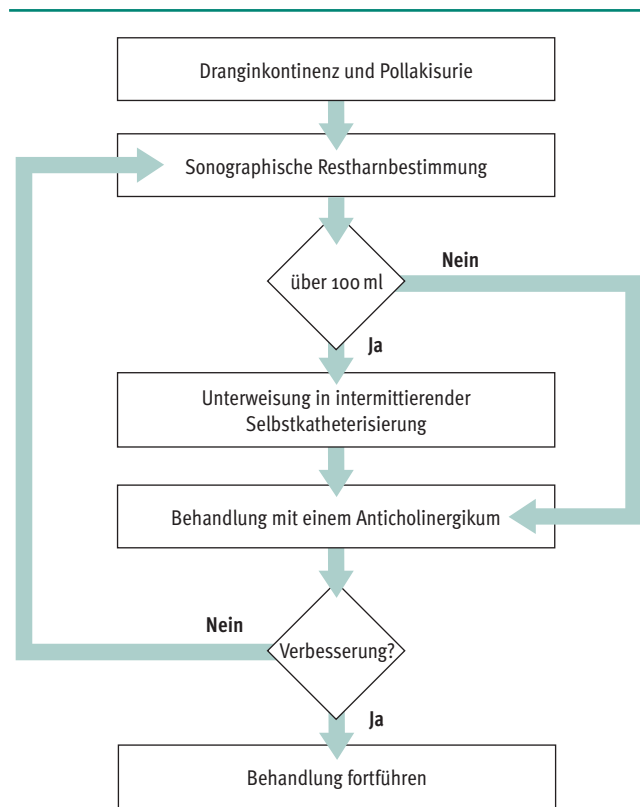 Dranginkontinenz und Pollakisurie
Sonographische Restharnbestimmung
über 100 ml
Nein
Ja
Unterweisung in intermittierender
Selbstkatheterisierung
Behandlung mit einem Anticholinergikum
Nein
Verbesserung?
Ja
Behandlung fortführen